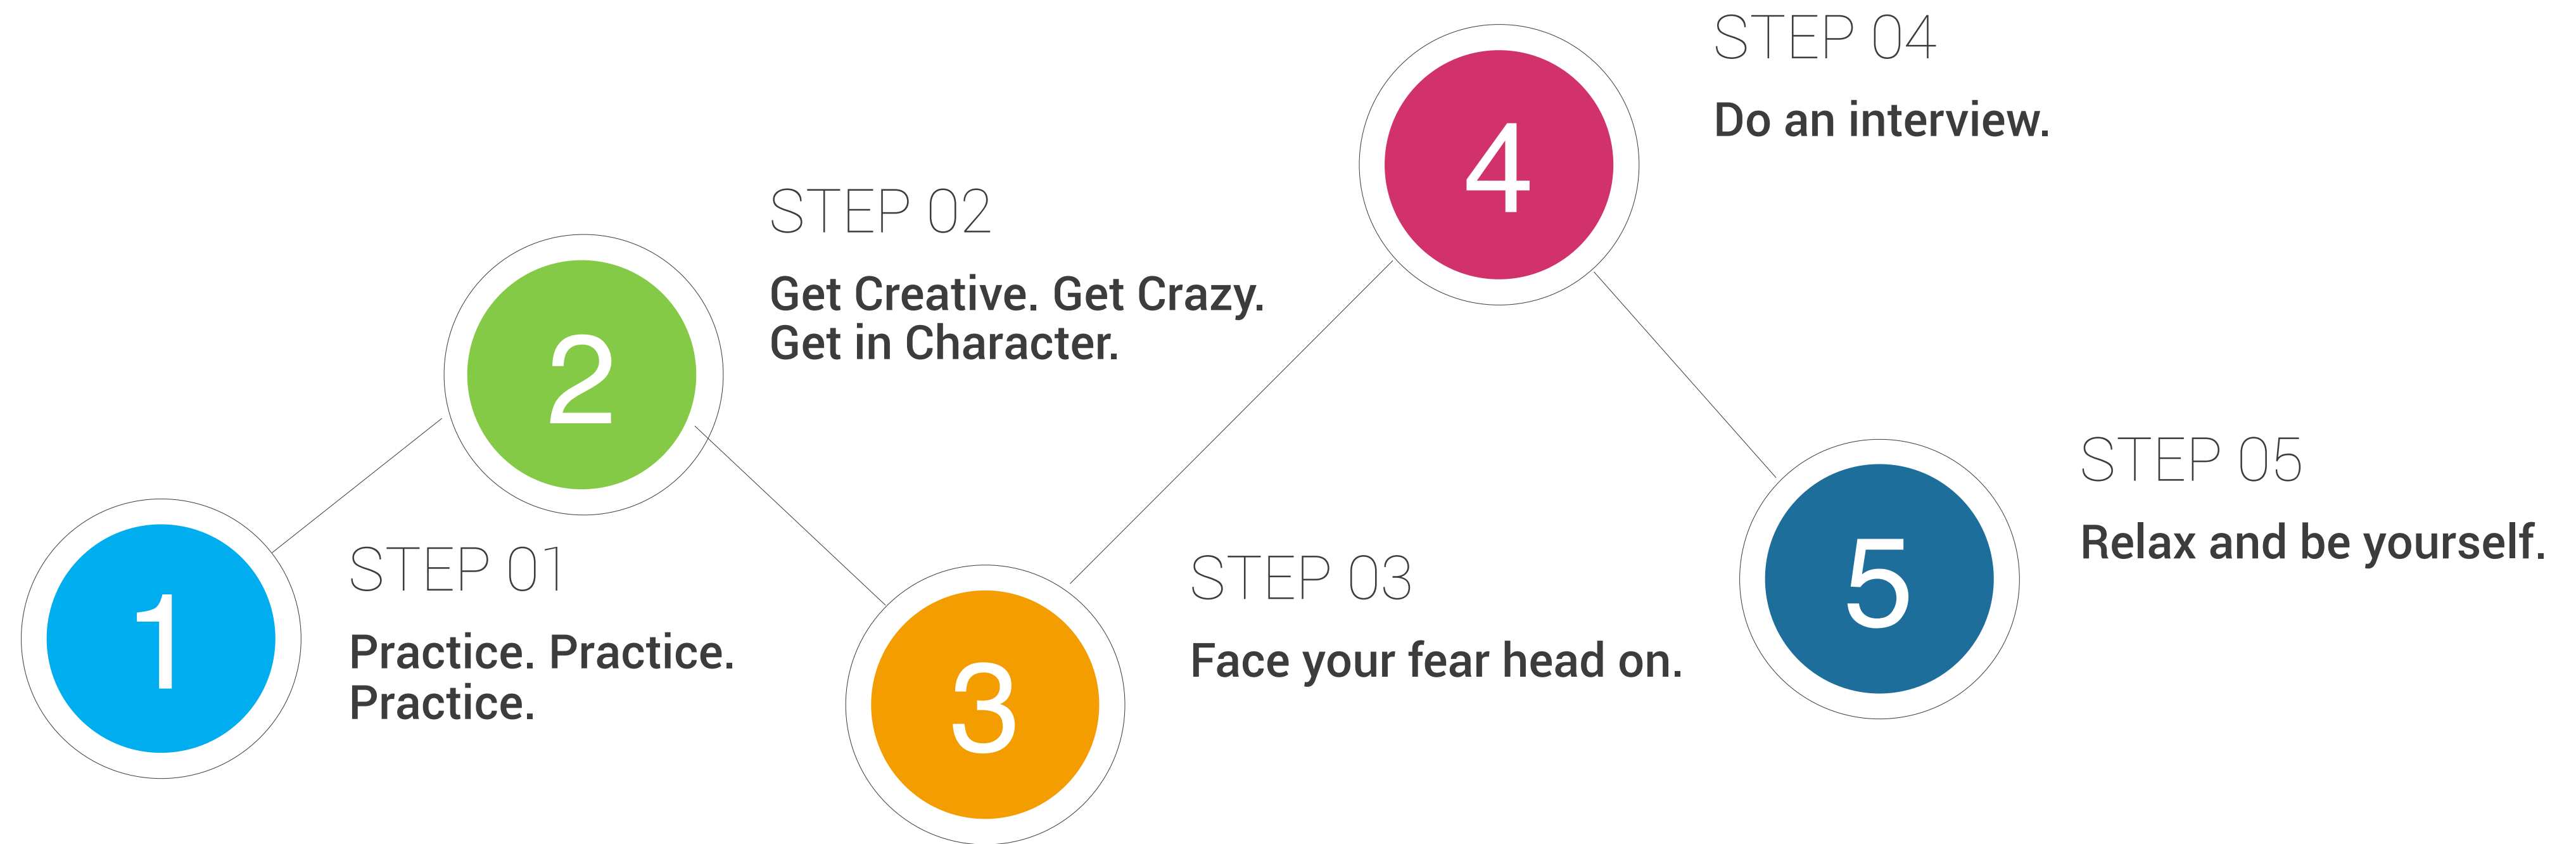 1
STEP 01
Practice. Practice.
Practice.
2
STEP 02
Get Creative. Get Crazy.
Get in Character.
3
STEP 03
Face your fear head on.
4
STEP 04
Do an interview.
5
STEP 05
Relax and be yourself.